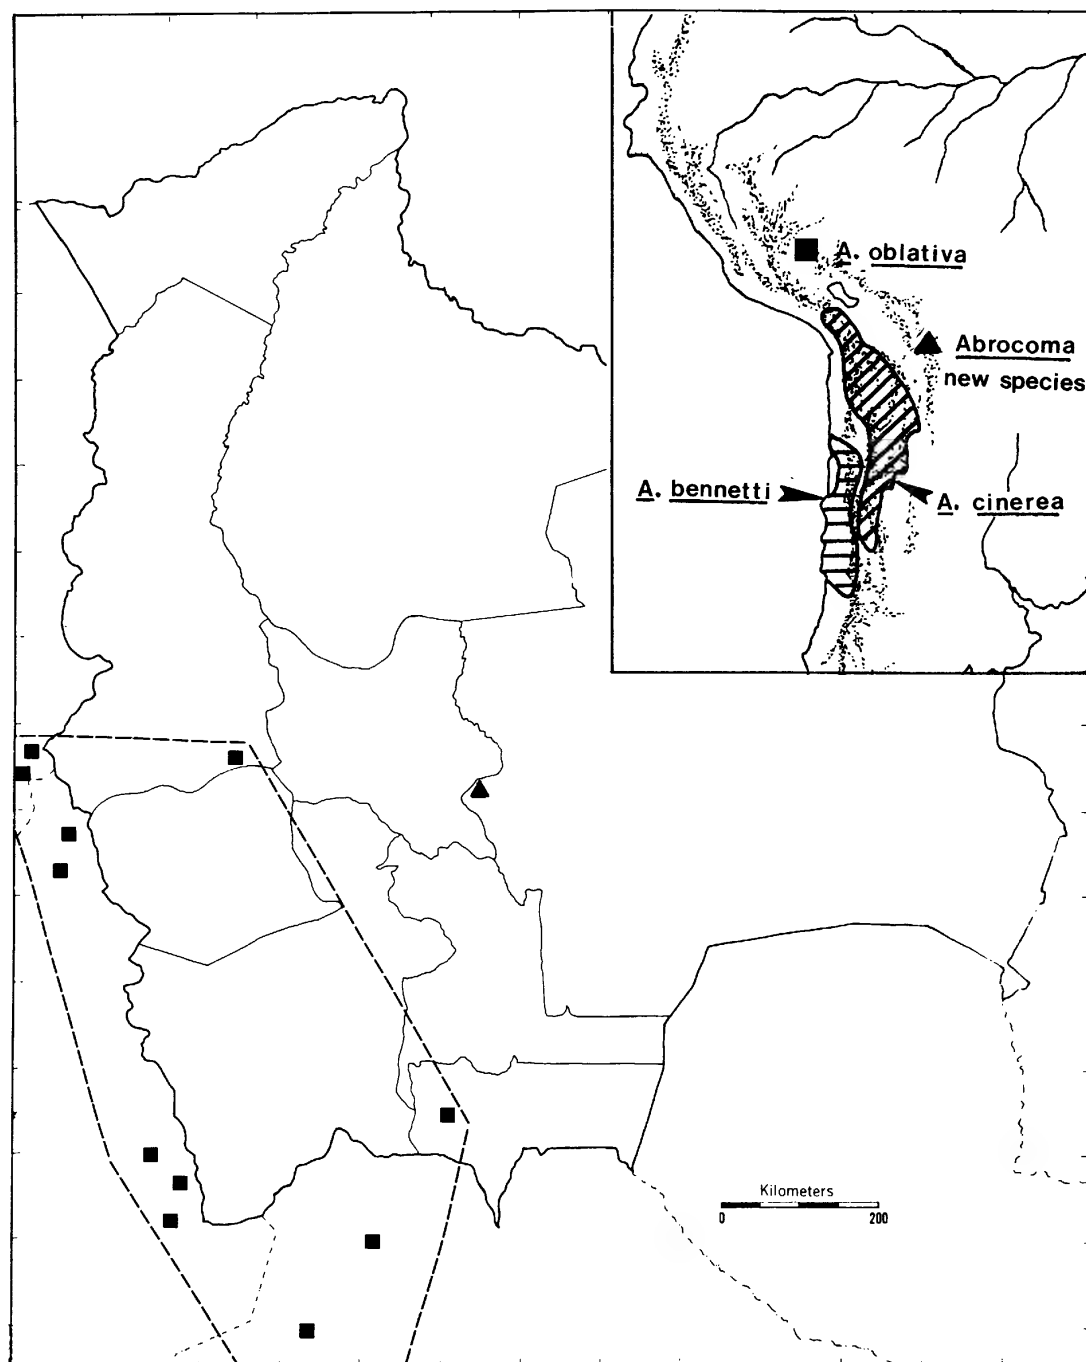 A. oblativa
Abrocoma
new species
A. bennetti
A. cinerea
Kilometers
0 200